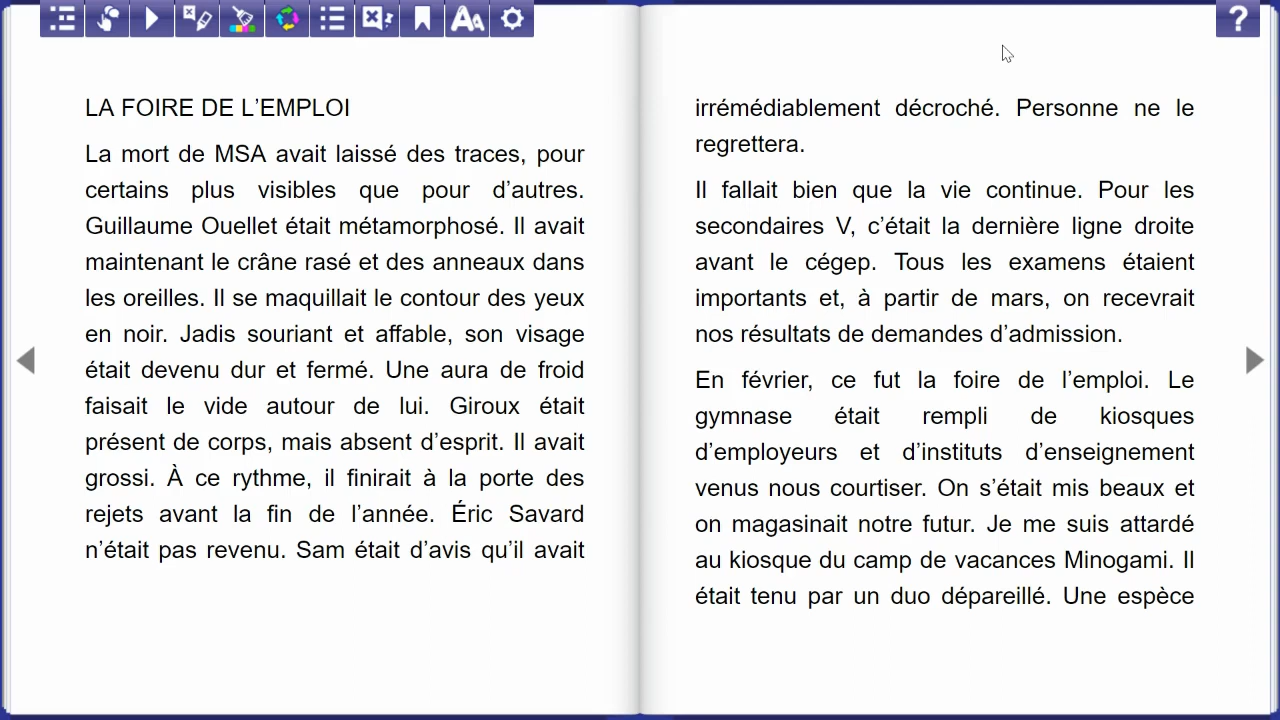 LA FOIRE DE L’EMPLOI
La mort de MSA avait laissé des traces, pour
certains plus visibles que pour d’autres.
Guillaume Ouellet était métamorphosé. Il avait
maintenant le crâne rasé et des anneaux dans
les oreilles. Il se maquillait le contour des yeux
en noir. Jadis souriant et affable, son visage
était devenu dur et fermé. Une aura de froid
faisait le vide autour de lui. Giroux était
présent de corps, mais absent d’esprit. Il avait
grossi. À ce rythme, il finirait à la porte des
rejets avant la fin de l’année. Éric Savard
n’était pas revenu. Sam était d’avis qu’il avait
irrémédiablement décroché. Personne ne le
regrettera.
Il fallait bien que la vie continue. Pour les
secondaires V, c’était la dernière ligne droite
avant le cégep. Tous les examens étaient
importants et, à partir de mars, on recevrait
nos résultats de demandes d’admission.
En février, ce fut la foire de l’emploi. Le
gymnase était rempli de kiosques
d’employeurs et d’instituts d’enseignement
venus nous courtiser. On s’était mis beaux et
on magasinait notre futur. Je me suis attardé
au kiosque du camp de vacances Minogami. Il
était tenu par un duo dépareillé. Une espèce